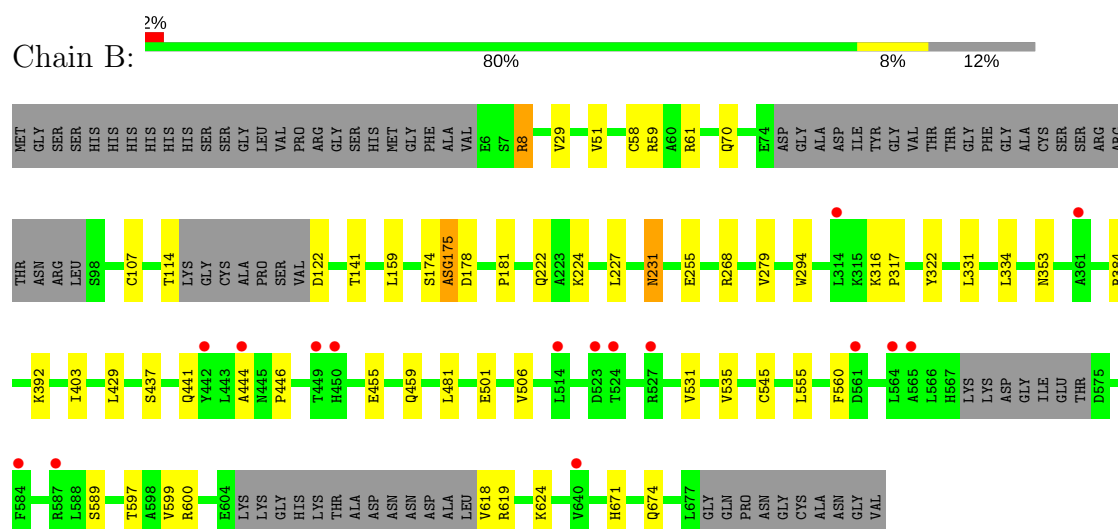 2%
Chain B:
80% 8% 12%
MET GLY SER SER HIS HIS HIS HIS HIS HIS SER SER GLY LEU VAL PRO ARG GLY SER HIS MET GLY PHE ALA VAL E6 S7 R8 V29 V51 C58 R59 A60 R61 Q70 E74 ASP GLY ALA ASP ILE TYR GLY VAL THR THR GLY PHE GLY ALA CYS SER SER ARG ARG
THR ASN ARG LEU S98 C107 T114 LYS GLY CYS ALA PRO SER VAL D122 T141 L159 S174 ASG175 D178 P181 Q222 A223 K224 L227 N231 E255 R268 V279 W294 L314 K315 K316 P317 Y322 L331 L334 N353 A361
K392 I403 L429 S437 Q441 Y442 L443 A444 N445 P446 T449 H450 E455 Q459 L481 E501 V506 L514 D523 T524 R527 V531 V535 C545 L555 F560 D561 L564 A565 L566 H567 LYS LYS ASP GLY ILE GLU THR D575
F584 R587 L588 S589 T597 A598 V599 R600 E604 LYS LYS GLY HIS LYS THR ALA ASP ASN ASN ASP ALA LEU V618 R619 K624 V640 H671 Q674 L677 GLY GLN PRO ASN GLY CYS ALA ASN GLY VAL